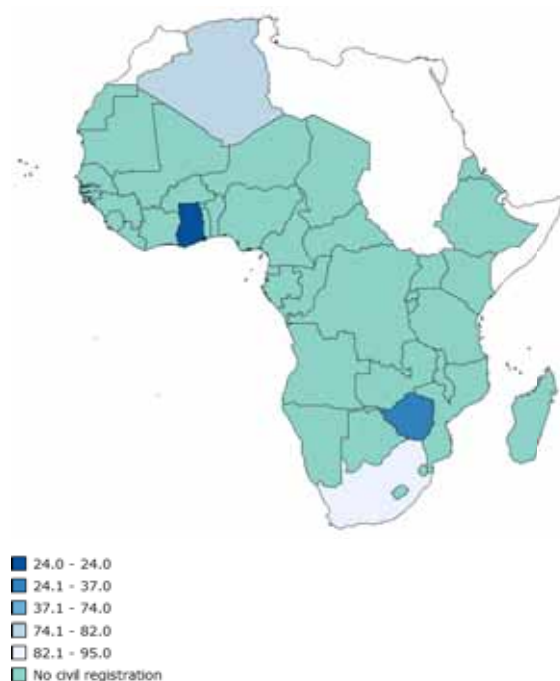 24.0 - 24.0
24.1 - 37.0
37.1 - 74.0
74.1 - 82.0
82.1 - 95.0
No civil registration